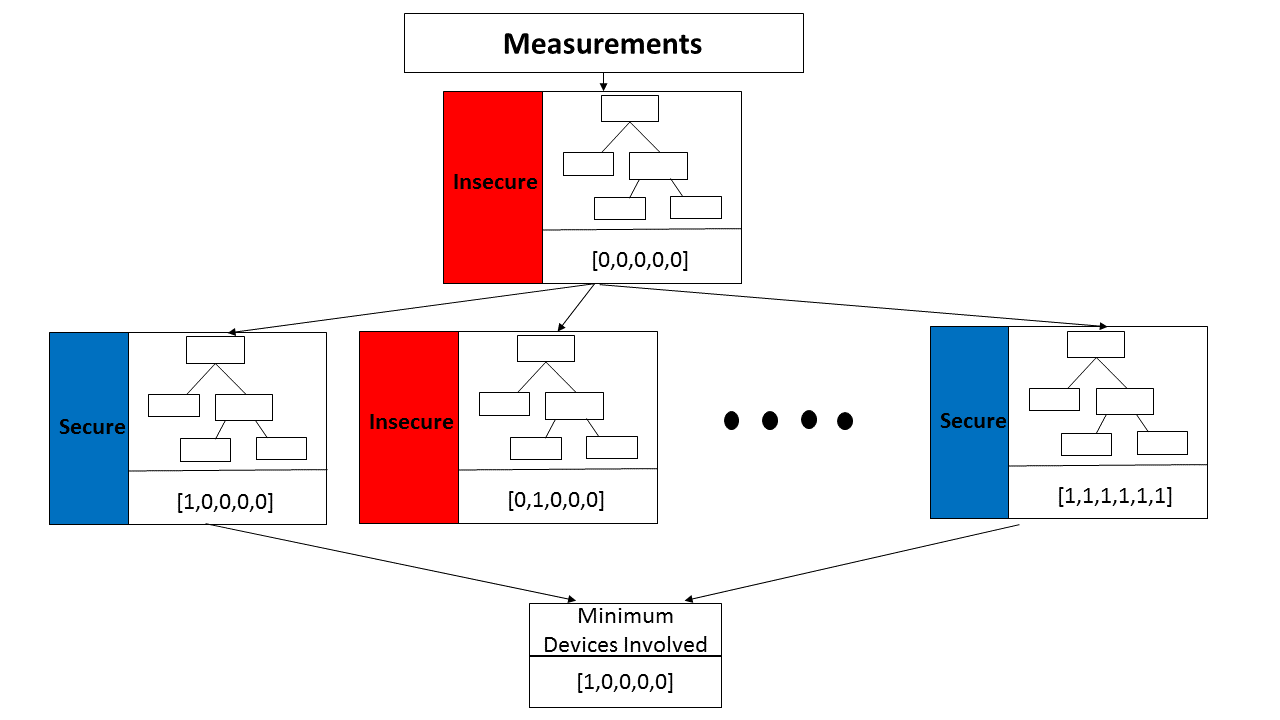 Measurements
Insecure
[0,0,0,0,0]
Secure
[1,0,0,0,0]
Insecure
[0,1,0,0,0]
Secure
[1,1,1,1,1,1]
Minimum
Devices Involved
[1,0,0,0,0]